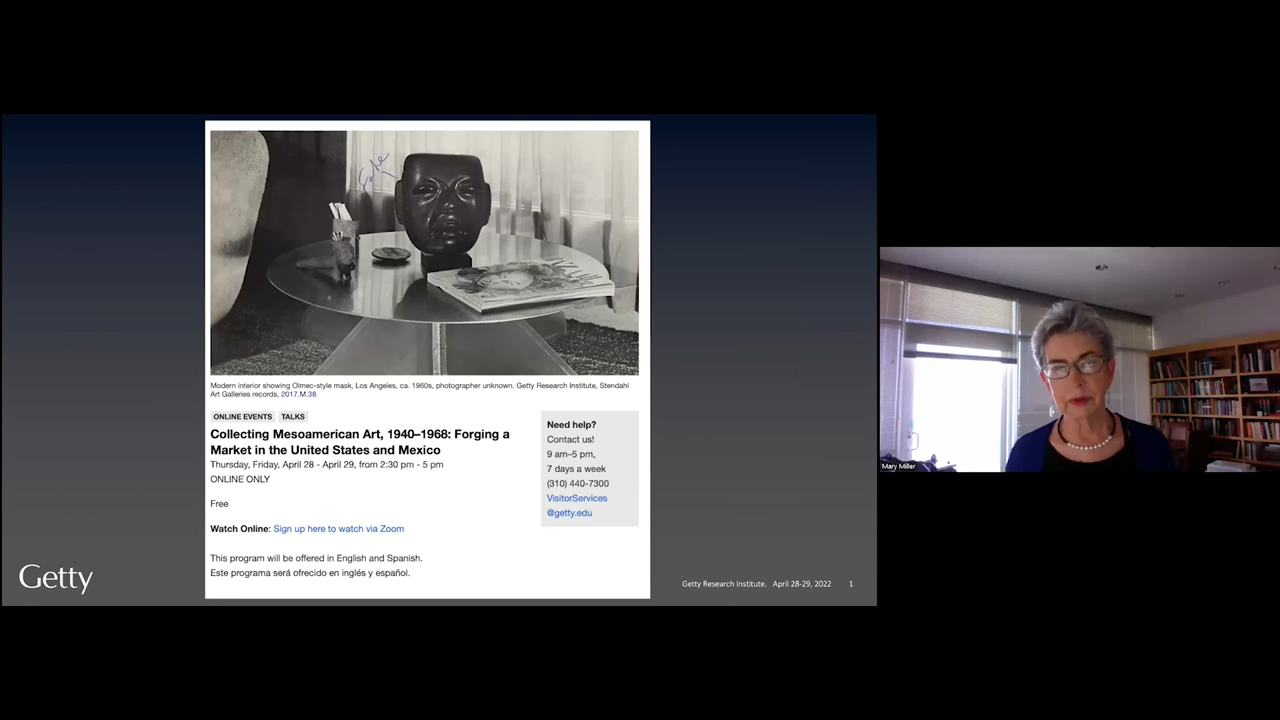 Fake
Modern interior showing Olmec-style mask, Los Angeles, ca. 1960s, photographer unknown. Getty Research Institute, Stendahl
Art Galleries records, 2017.M.38
ONLINE EVENTS TALKS
Collecting Mesoamerican Art, 1940–1968: Forging a
Market in the United States and Mexico
Thursday, Friday, April 28 - April 29, from 2:30 pm - 5 pm
ONLINE ONLY
Free
Watch Online: Sign up here to watch via Zoom
This program will be offered in English and Spanish.
Este programa será ofrecido en inglés y español.
Need help?
Contact us!
9 am–5 pm,
7 days a week
(310) 440-7300
VisitorServices
@getty.edu
Getty
Getty Research Institute. April 28-29, 2022 1
Mary Miller